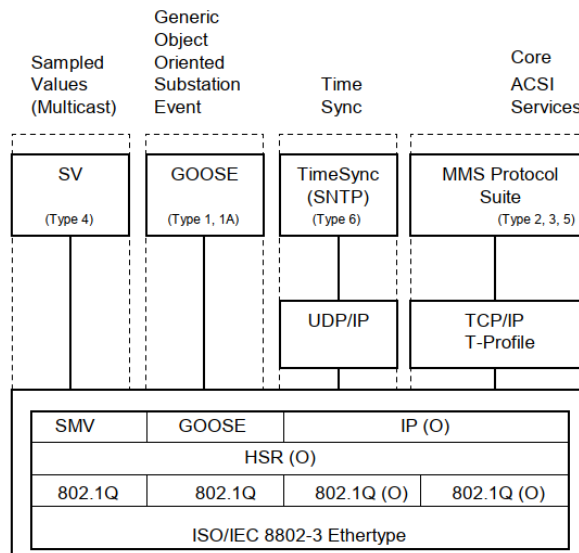 Sampled
Values
(Multicast)
Generic
Object
Oriented
Substation
Event
Time
Sync
Core
ACSI
Services
SV
(Type 4)
GOOSE
(Type 1, 1A)
TimeSync
(SNTP)
(Type 6)
MMS Protocol
Suite
(Type 2, 3, 5)
UDP/IP
TCP/IP
T-Profile
SMV
GOOSE
IP (O)
HSR (O)
802.1Q
802.1Q
802.1Q (O)
802.1Q (O)
ISO/IEC 8802-3 Ethertype